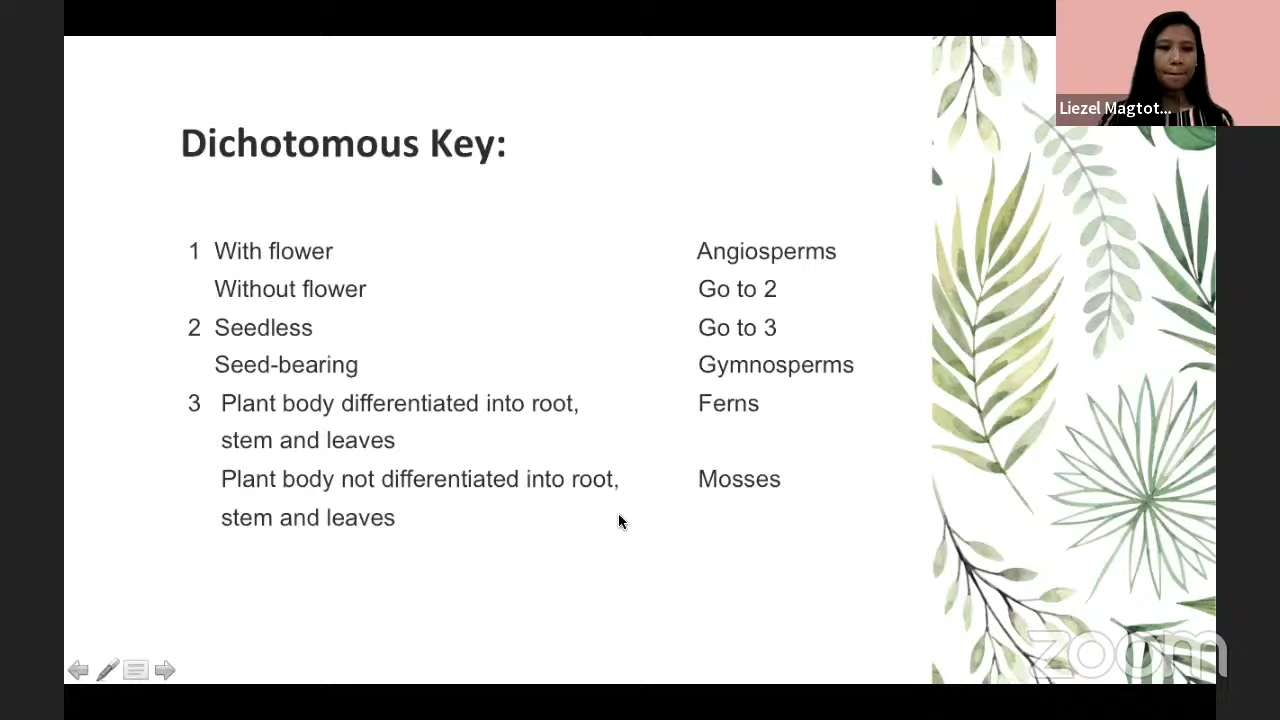 Liezel Magtot...
Dichotomous Key:
1 With flower Angiosperms
Without flower Go to 2
2 Seedless Go to 3
Seed-bearing Gymnosperms
3 Plant body differentiated into root, Ferns
stem and leaves
Plant body not differentiated into root, Mosses
stem and leaves
zoom